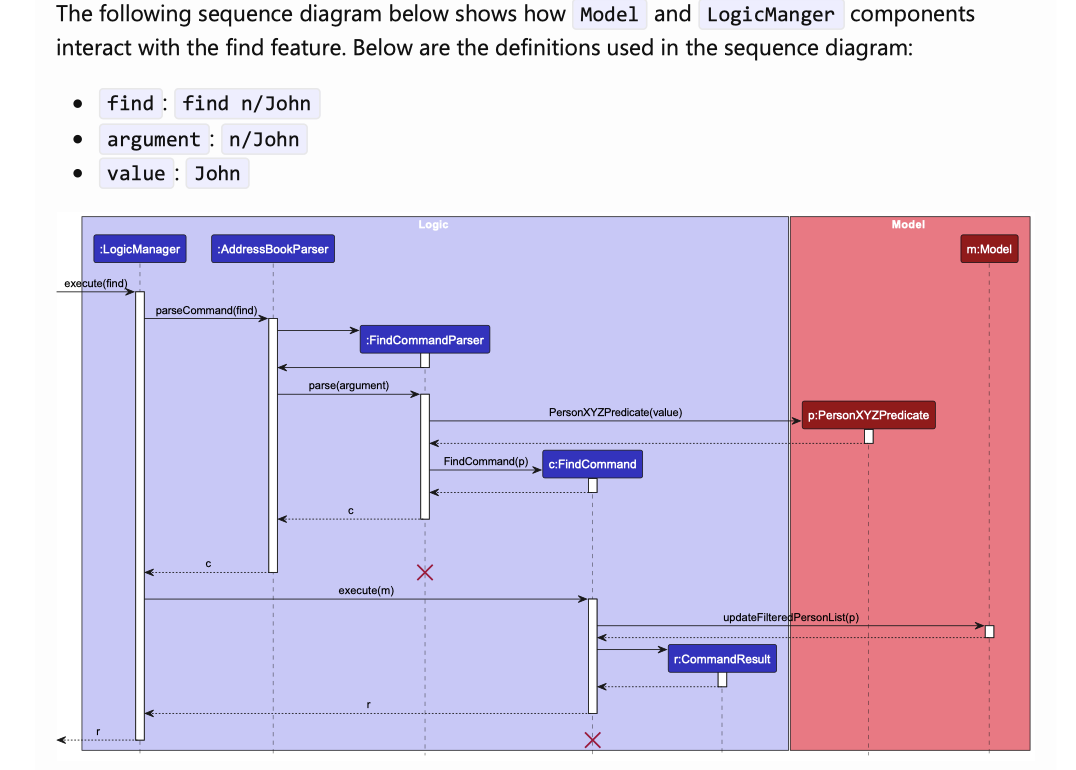 The following sequence diagram below shows how Model and LogicManger components
interact with the find feature. Below are the definitions used in the sequence diagram:
find: find n/John
argument: n/John
value: John
Logic
Model
:LogicManager
:AddressBookParser
m:Model
execute(find)
parseCommand(find)
:FindCommandParser
parse(argument)
PersonXYZPredicate(value)
p:PersonXYZPredicate
FindCommand(p)
c:FindCommand
c
c
execute(m)
updateFilteredPersonList(p)
r:CommandResult
r
r